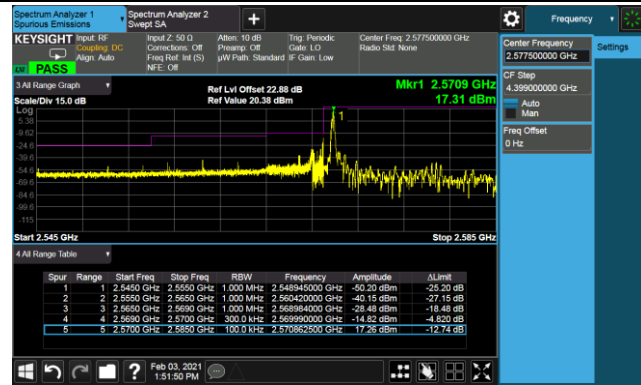 Spectrum Analyzer 1
Spurious Emissions
Spectrum Analyzer 2
Swept SA
+
Frequency
KEYSIGHT
Input: RF
Coupling: DC
Align: Auto
Input Z: 50 Ω
Corrections: Off
Freq Ref: Int (S)
NFE: Off
Atten: 10 dB
Preamp: Off
µW Path: Standard
Trig: Periodic
Gate: LO
IF Gain: Low
Center Freq: 2.577500000 GHz
Radio Std: None
PASS
Center Frequency
2.577500000 GHz
Settings
CF Step
4.399000000 GHz
Auto
Man
Freq Offset
0 Hz
3 All Range Graph
Scale/Div 15.0 dB
Ref Lvl Offset 22.88 dB
Ref Value 20.38 dBm
Mkr1 2.5709 GHz
17.31 dBm
Log
5.38
-9.62
-24.6
-39.6
-54.6
-69.6
-84.6
-99.6
-115
1
Start 2.545 GHz
Stop 2.585 GHz
4 All Range Table
Spur Range Start Freq Stop Freq RBW Frequency Amplitude ΔLimit
1 1 2.5450 GHz 2.5550 GHz 1.000 MHz 2.548945000 GHz -50.20 dBm -25.20 dB
2 2 2.5550 GHz 2.5650 GHz 1.000 MHz 2.560420000 GHz -40.15 dBm -27.15 dB
3 3 2.5650 GHz 2.5690 GHz 1.000 MHz 2.568984000 GHz -28.48 dBm -18.48 dB
4 4 2.5690 GHz 2.5700 GHz 300.0 kHz 2.569990000 GHz -14.82 dBm -4.820 dB
5 5 2.5700 GHz 2.5850 GHz 100.0 kHz 2.570862500 GHz 17.26 dBm -12.74 dB
?
Feb 03, 2021
1:51:50 PM